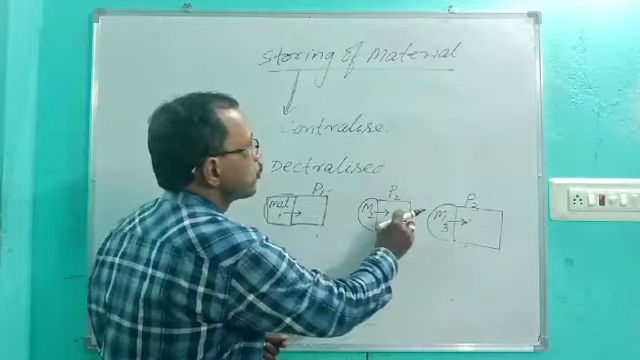 Storing of Material
Centralise
Dectralised
P1 P2 P3
mat M2 M3